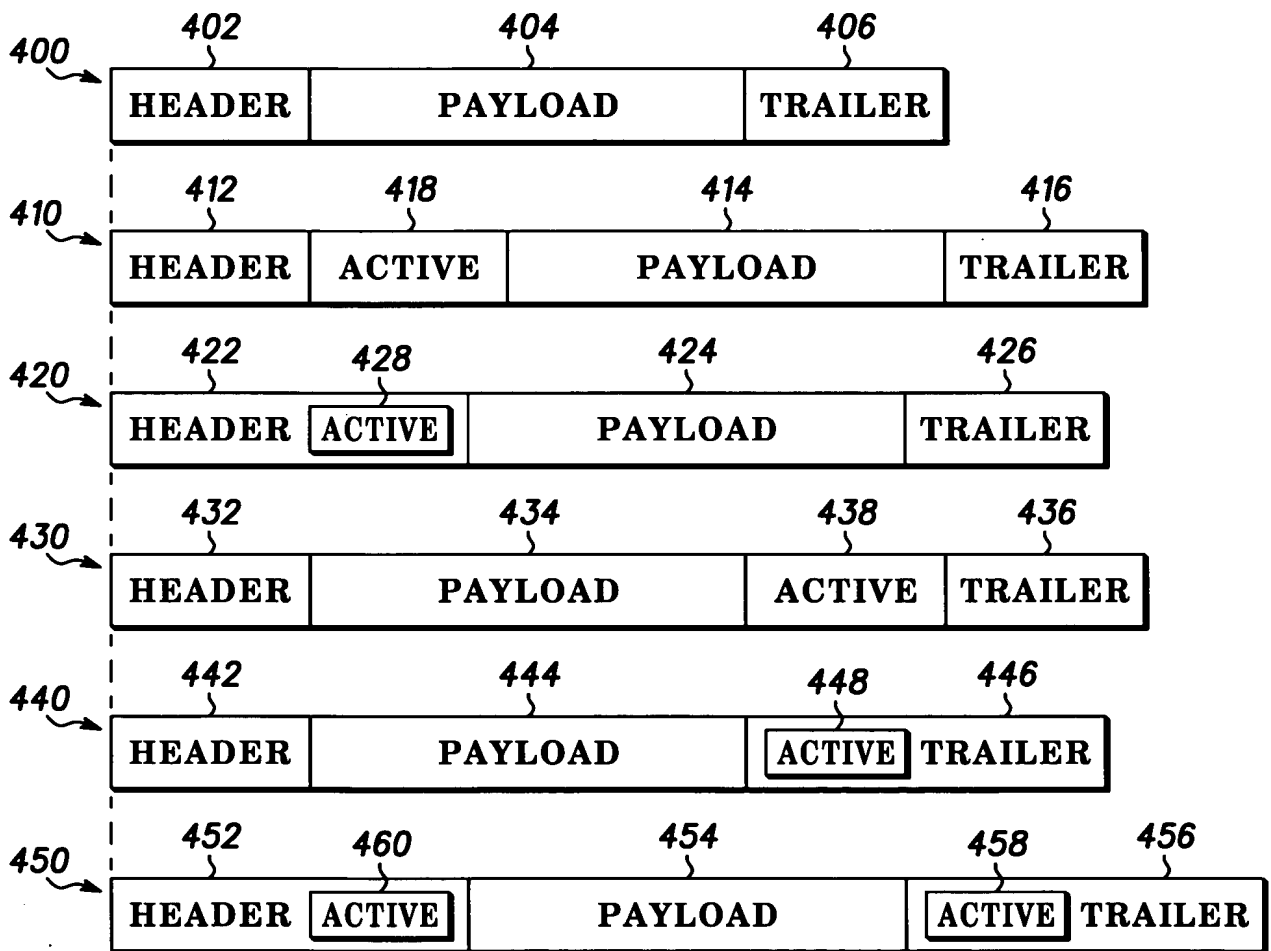 402 404 406
400
HEADER PAYLOAD TRAILER
412 418 414 416
410
HEADER ACTIVE PAYLOAD TRAILER
422 428 424 426
420
HEADER ACTIVE PAYLOAD TRAILER
432 434 438 436
430
HEADER PAYLOAD ACTIVE TRAILER
442 444 448 446
440
HEADER PAYLOAD ACTIVE TRAILER
452 460 454 458 456
450
HEADER ACTIVE PAYLOAD ACTIVE TRAILER